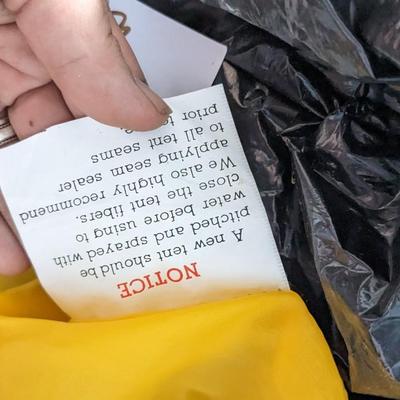 NOTICE
A new tent should be
pitched and sprayed with
water before using to
close the tent fibers.
We also highly recommend
applying seam sealer
to all tent seams
prior to